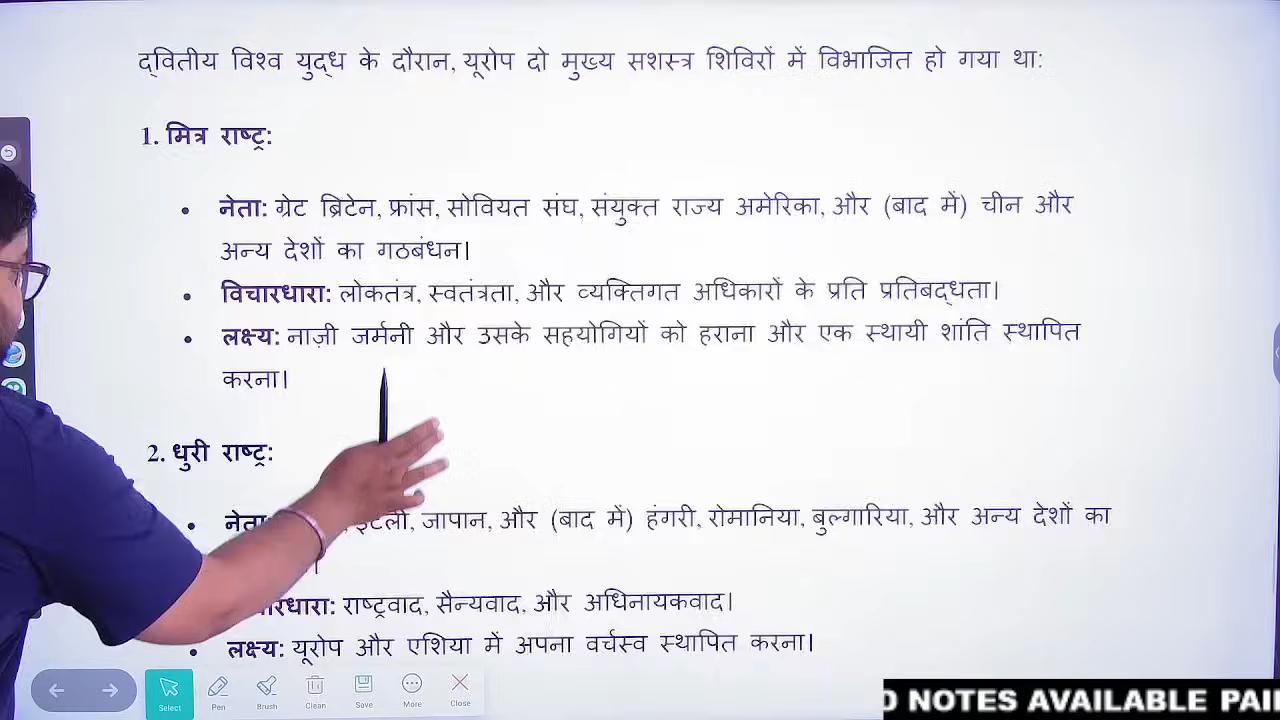 द्वितीय विश्व युद्ध के दौरान, यूरोप दो मुख्य सशस्त्र शिविरों में विभाजित हो गया था:
1. मित्र राष्ट्र:
• नेता: ग्रेट ब्रिटेन, फ्रांस, सोवियत संघ, संयुक्त राज्य अमेरिका, और (बाद में) चीन और
अन्य देशों का गठबंधन।
• विचारधारा: लोकतंत्र, स्वतंत्रता, और व्यक्तिगत अधिकारों के प्रति प्रतिबद्धता।
• लक्ष्य: नाज़ी जर्मनी और उसके सहयोगियों को हराना और एक स्थायी शांति स्थापित
करना।
2. धुरी राष्ट्र:
• नेता जापान, और (बाद में) हंगरी, रोमानिया, बुल्गारिया, और अन्य देशों का
राष्ट्रवाद, सैन्यवाद, और अधिनायकवाद।
• लक्ष्य: यूरोप और एशिया में अपना वर्चस्व स्थापित करना।
Select Pen Brush Clean Save More Close
NOTES AVAILABLE